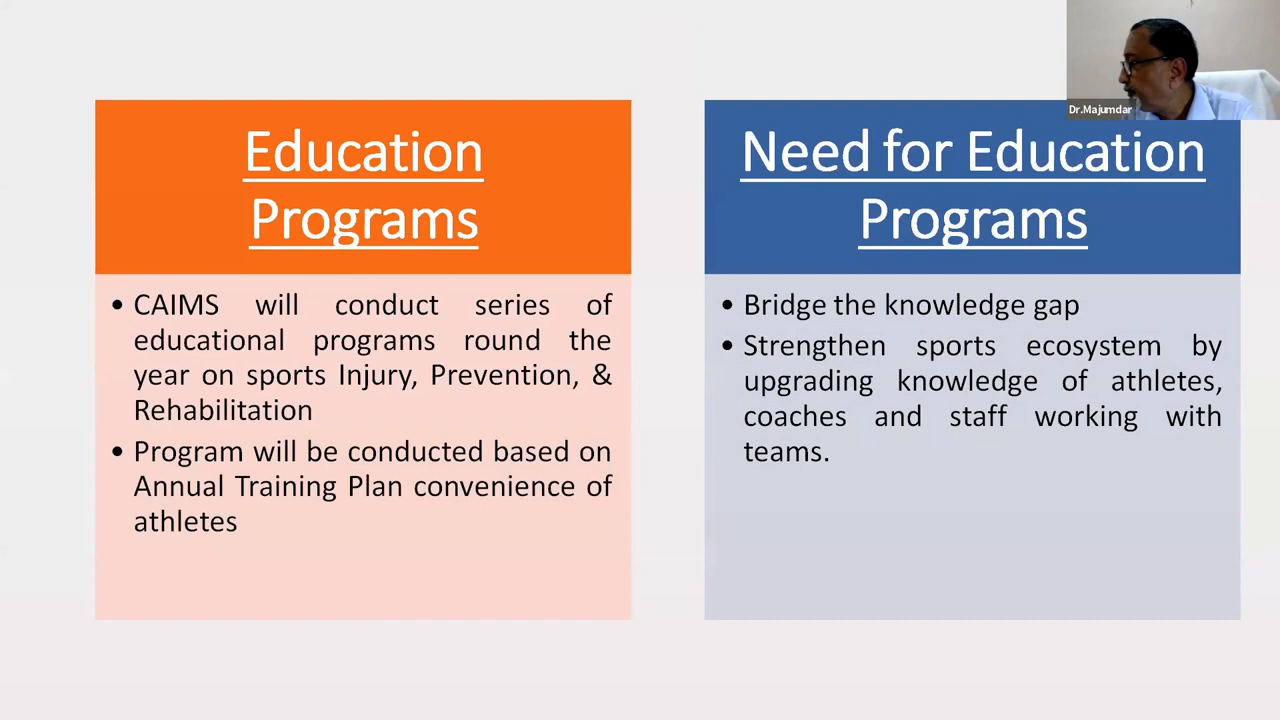 Dr.Majumdar
Education
Programs
• CAIMS will conduct series of
educational programs round the
year on sports Injury, Prevention, &
Rehabilitation
• Program will be conducted based on
Annual Training Plan convenience of
athletes
Need for Education
Programs
• Bridge the knowledge gap
• Strengthen sports ecosystem by
upgrading knowledge of athletes,
coaches and staff working with
teams.